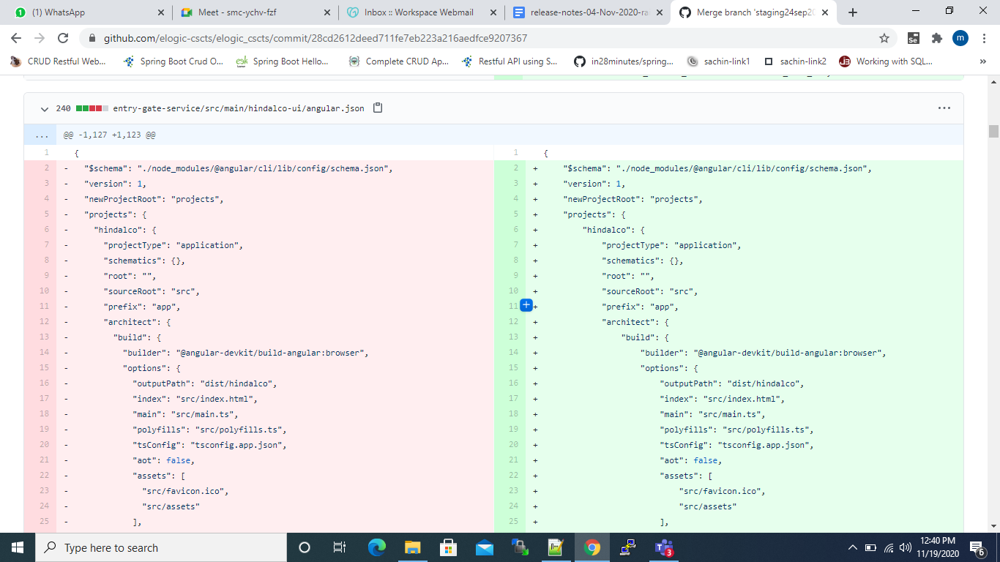 (1) WhatsApp
Meet - smc-ychv-fzf
Inbox :: Workspace Webmail
release-notes-04-Nov-2020-ra
Merge branch 'staging24sep20
github.com/elogic-cscts/elogic_cscts/commit/28cd2612deed711fe7eb223a216aedfce9207367
Se
m
CRUD Restful Web...
Spring Boot Crud O...
Spring Boot Hello...
Complete CRUD Ap...
Restful API using S...
in28minutes/spring...
sachin-link1
sachin-link2
Working with SQL...
»
240 entry-gate-service/src/main/hindalco-ui/angular.json
... @@ -1,127 +1,123 @@
1 { 1 {
2 - "$schema": "./node_modules/@angular/cli/lib/config/schema.json", 2 + "$schema": "./node_modules/@angular/cli/lib/config/schema.json",
3 - "version": 1, 3 + "version": 1,
4 - "newProjectRoot": "projects", 4 + "newProjectRoot": "projects",
5 - "projects": { 5 + "projects": {
6 - "hindalco": { 6 + "hindalco": {
7 - "projectType": "application", 7 + "projectType": "application",
8 - "schematics": {}, 8 + "schematics": {},
9 - "root": "", 9 + "root": "",
10 - "sourceRoot": "src", 10 + "sourceRoot": "src",
11 - "prefix": "app", 11 + "prefix": "app",
12 - "architect": { 12 + "architect": {
13 - "build": { 13 + "build": {
14 - "builder": "@angular-devkit/build-angular:browser", 14 + "builder": "@angular-devkit/build-angular:browser",
15 - "options": { 15 + "options": {
16 - "outputPath": "dist/hindalco", 16 + "outputPath": "dist/hindalco",
17 - "index": "src/index.html", 17 + "index": "src/index.html",
18 - "main": "src/main.ts", 18 + "main": "src/main.ts",
19 - "polyfills": "src/polyfills.ts", 19 + "polyfills": "src/polyfills.ts",
20 - "tsConfig": "tsconfig.app.json", 20 + "tsConfig": "tsconfig.app.json",
21 - "aot": false, 21 + "aot": false,
22 - "assets": [ 22 + "assets": [
23 - "src/favicon.ico", 23 + "src/favicon.ico",
24 - "src/assets" 24 + "src/assets"
25 - ], 25 + ],
Type here to search
3
12:40 PM
11/19/2020
6